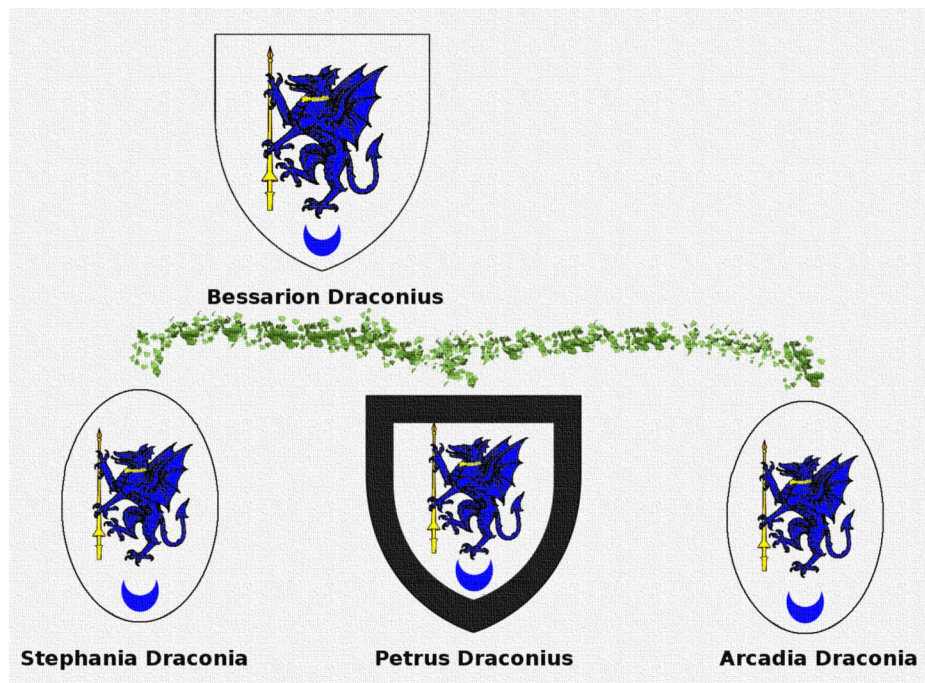 Bessarion Draconius
Stephania Draconia
Petrus Draconius
Arcadia Draconia